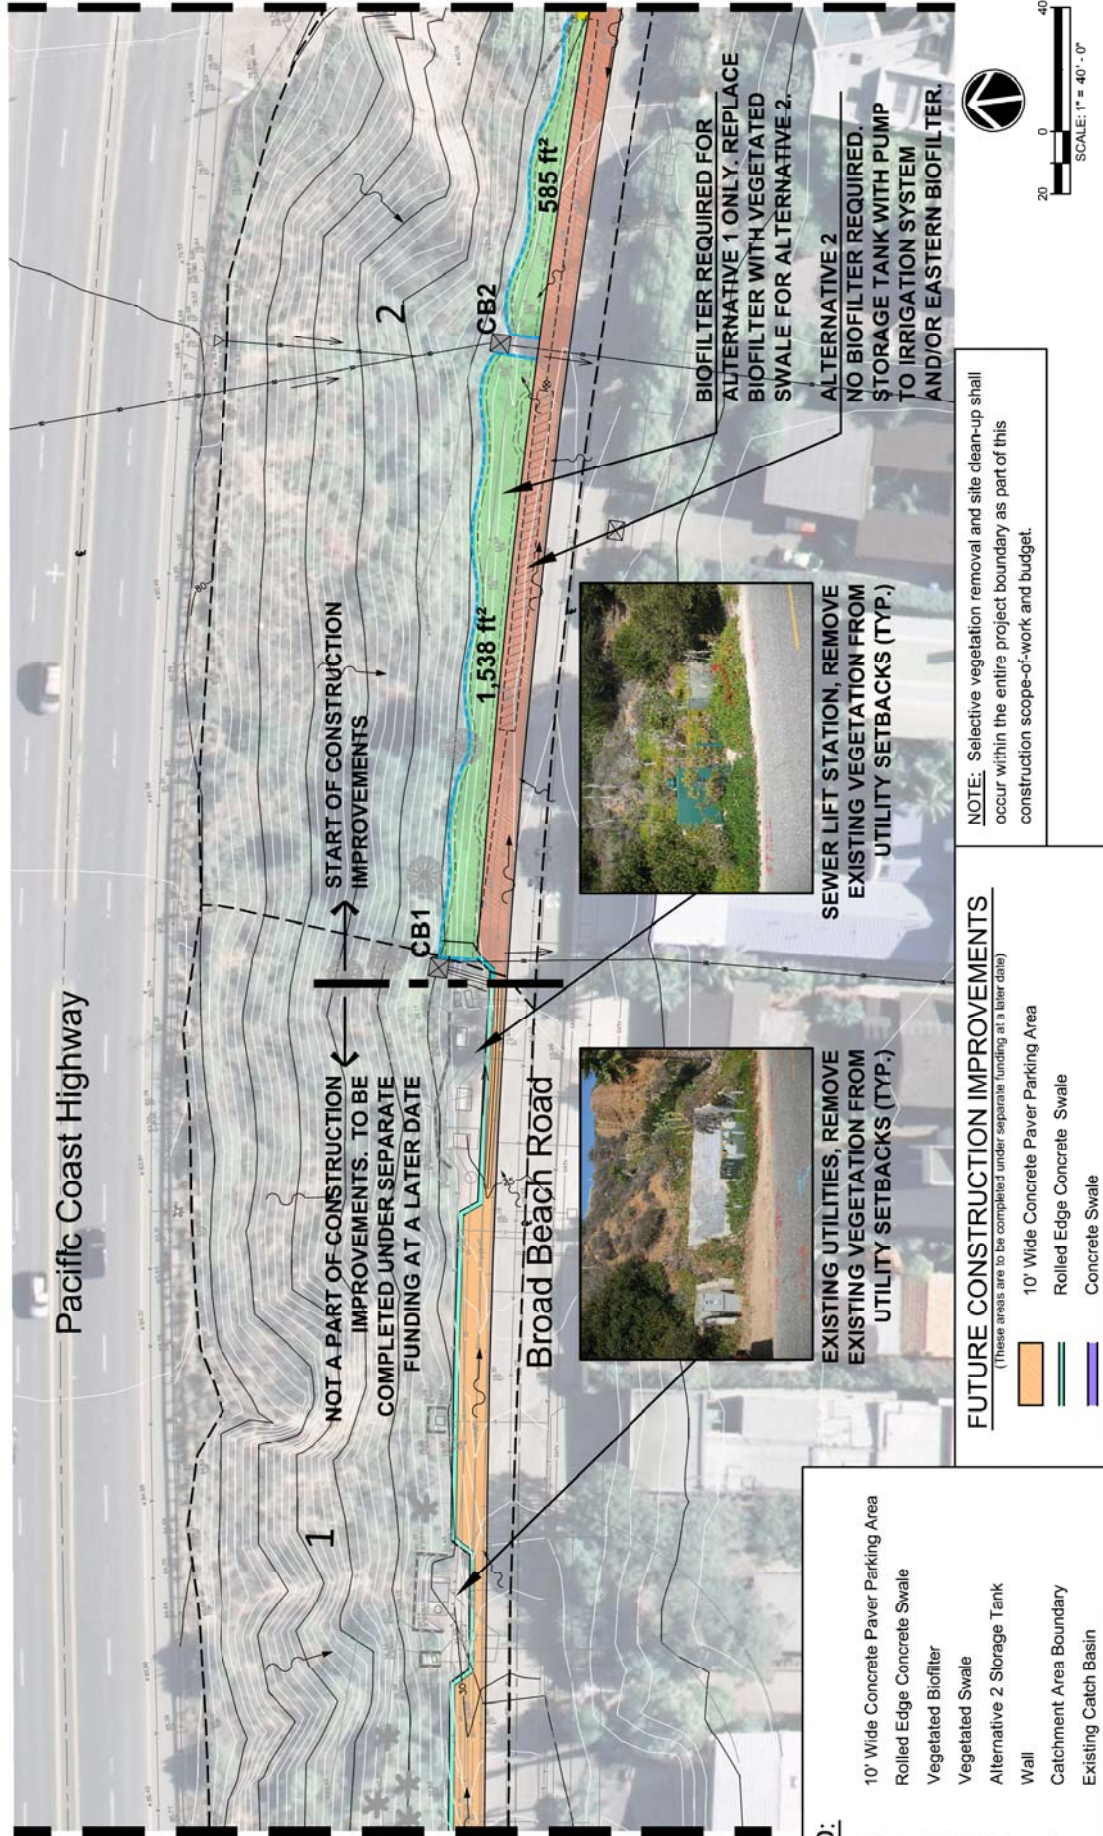 Pacific Coast Highway
START OF CONSTRUCTION
IMPROVEMENTS
NOT A PART OF CONSTRUCTION
IMPROVEMENTS. TO BE
COMPLETED UNDER SEPARATE
FUNDING AT A LATER DATE
1
2
CB1
CB2
1,538 ft²
585 ft²
80
30
Broad Beach Road
BIOFILTER REQUIRED FOR
ALTERNATIVE 1 ONLY. REPLACE
BIOFILTER WITH VEGETATED
SWALE FOR ALTERNATIVE 2.
ALTERNATIVE 2
NO BIOFILTER REQUIRED.
STORAGE TANK WITH PUMP
TO IRRIGATION SYSTEM
AND/OR EASTERN BIOFILTER.
EXISTING UTILITIES, REMOVE
EXISTING VEGETATION FROM
UTILITY SETBACKS (TYP.)
SEWER LIFT STATION, REMOVE
EXISTING VEGETATION FROM
UTILITY SETBACKS (TYP.)
D:
10' Wide Concrete Paver Parking Area
Rolled Edge Concrete Swale
Vegetated Biofilter
Vegetated Swale
Alternative 2 Storage Tank
Wall
Catchment Area Boundary
Existing Catch Basin
FUTURE CONSTRUCTION IMPROVEMENTS
(These areas are to be completed under separate funding at a later date)
10' Wide Concrete Paver Parking Area
Rolled Edge Concrete Swale
Concrete Swale
NOTE: Selective vegetation removal and site clean-up shall
occur within the entire project boundary as part of this
construction scope-of-work and budget.
20 0 40
SCALE: 1" = 40' - 0"